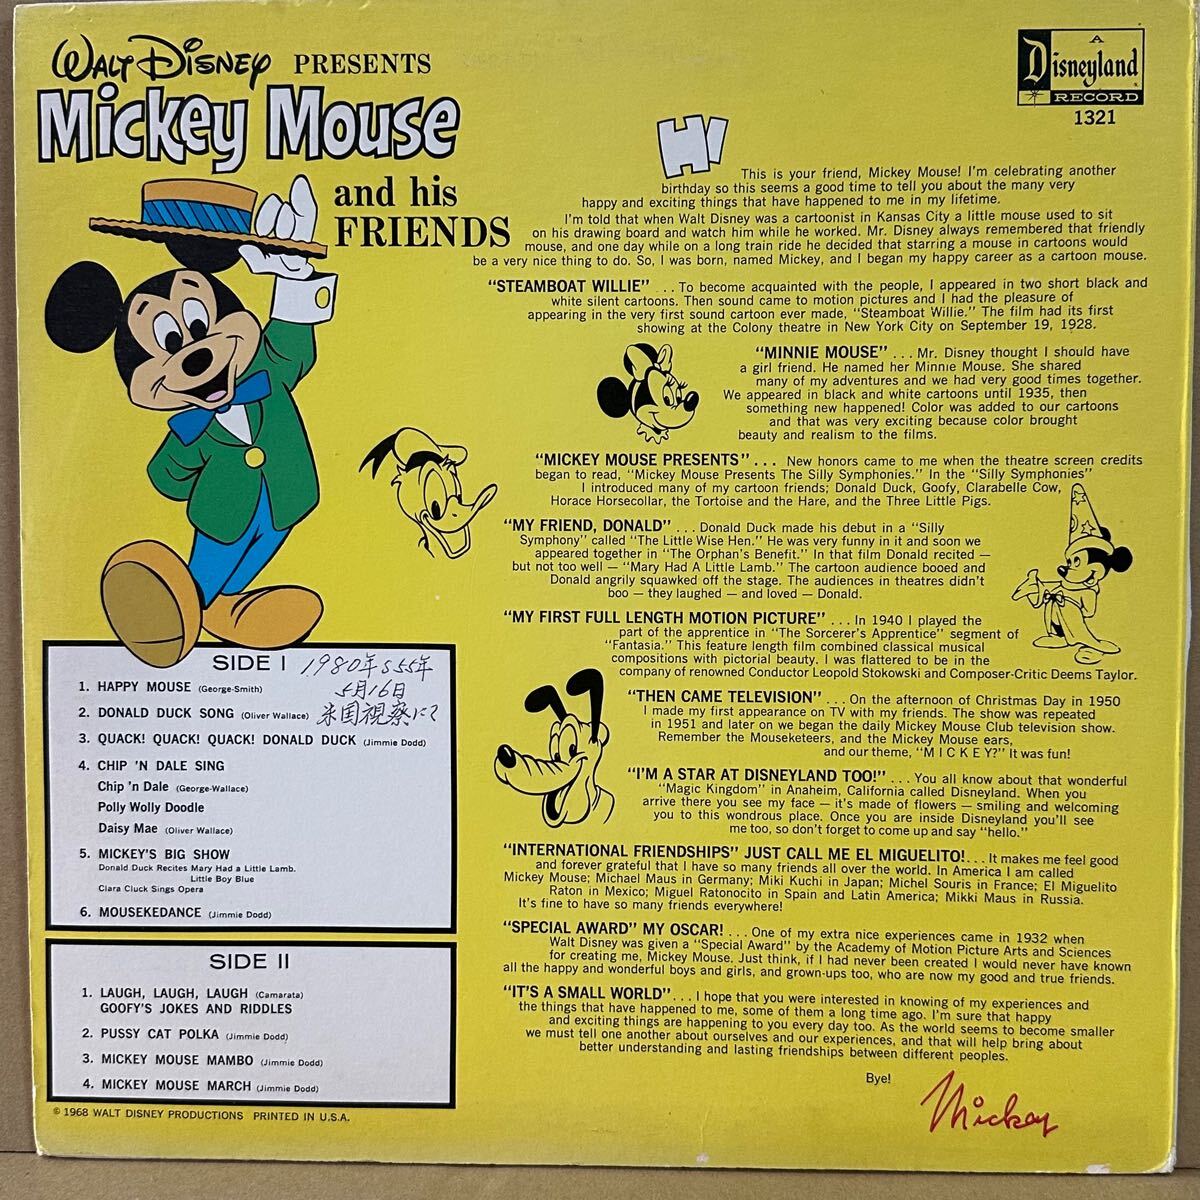 WALT DISNEY PRESENTS
Mickey Mouse
and his
FRIENDS
A
Disneyland
RECORD
1321
HI
This is your friend, Mickey Mouse! I'm celebrating another
birthday so this seems a good time to tell you about the many very
happy and exciting things that have happened to me in my lifetime.
I'm told that when Walt Disney was a cartoonist in Kansas City a little mouse used to sit
on his drawing board and watch him while he worked. Mr. Disney always remembered that friendly
mouse, and one day while on a long train ride he decided that starring a mouse in cartoons would
be a very nice thing to do. So, I was born, named Mickey, and I began my happy career as a cartoon mouse.
"STEAMBOAT WILLIE" . . . To become acquainted with the people, I appeared in two short black and
white silent cartoons. Then sound came to motion pictures and I had the pleasure of
appearing in the very first sound cartoon ever made, "Steamboat Willie." The film had its first
showing at the Colony theatre in New York City on September 19, 1928.
"MINNIE MOUSE" . . . Mr. Disney thought I should have
a girl friend. He named her Minnie Mouse. She shared
many of my adventures and we had very good times together.
We appeared in black and white cartoons until 1935, then
something new happened! Color was added to our cartoons
and that was very exciting because color brought
beauty and realism to the films.
"MICKEY MOUSE PRESENTS" . . . New honors came to me when the theatre screen credits
began to read, "Mickey Mouse Presents The Silly Symphonies." In the "Silly Symphonies"
I introduced many of my cartoon friends; Donald Duck, Goofy, Clarabelle Cow,
Horace Horsecollar, the Tortoise and the Hare, and the Three Little Pigs.
"MY FRIEND, DONALD" . . . Donald Duck made his debut in a "Silly
Symphony" called "The Little Wise Hen." He was very funny in it and soon we
appeared together in "The Orphan's Benefit." In that film Donald recited —
but not too well — "Mary Had A Little Lamb." The cartoon audience booed and
Donald angrily squawked off the stage. The audiences in theatres didn't
boo — they laughed — and loved — Donald.
"MY FIRST FULL LENGTH MOTION PICTURE" . . . In 1940 I played the
part of the apprentice in "The Sorcerer's Apprentice" segment of
"Fantasia." This feature length film combined classical musical
compositions with pictorial beauty. I was flattered to be in the
company of renowned Conductor Leopold Stokowski and Composer-Critic Deems Taylor.
"THEN CAME TELEVISION" . . . On the afternoon of Christmas Day in 1950
I made my first appearance on TV with my friends. The show was repeated
in 1951 and later on we began the daily Mickey Mouse Club television show.
Remember the Mouseketeers, and the Mickey Mouse ears,
and our theme, "M I C K E Y?" It was fun!
"I'M A STAR AT DISNEYLAND TOO!" . . . You all know about that wonderful
"Magic Kingdom" in Anaheim, California called Disneyland. When you
arrive there you see my face — it's made of flowers — smiling and welcoming
you to this wondrous place. Once you are inside Disneyland you'll see
me too, so don't forget to come up and say "hello."
"INTERNATIONAL FRIENDSHIPS" JUST CALL ME EL MIGUELITO!. . . It makes me feel good
and forever grateful that I have so many friends all over the world. In America I am called
Mickey Mouse; Michael Maus in Germany; Miki Kuchi in Japan; Michel Souris in France; El Miguelito
Raton in Mexico; Miguel Ratonocito in Spain and Latin America; Mikki Maus in Russia.
It's fine to have so many friends everywhere!
"SPECIAL AWARD" MY OSCAR!. . . One of my extra nice experiences came in 1932 when
Walt Disney was given a "Special Award" by the Academy of Motion Picture Arts and Sciences
for creating me, Mickey Mouse. Just think, if I had never been created I would never have known
all the happy and wonderful boys and girls, and grown-ups too, who are now my good and true friends.
"IT'S A SMALL WORLD". . . I hope that you were interested in knowing of my experiences and
the things that have happened to me, some of them a long time ago. I'm sure that happy
and exciting things are happening to you every day too. As the world seems to become smaller
we must tell one another about ourselves and our experiences, and that will help bring about
better understanding and lasting friendships between different peoples.
Bye!
Mickey
SIDE I
1980年S55年
5月16日
米国視察にて
1. HAPPY MOUSE (George-Smith)
2. DONALD DUCK SONG (Oliver Wallace)
3. QUACK! QUACK! QUACK! DONALD DUCK (Jimmie Dodd)
4. CHIP 'N DALE SING
Chip 'n Dale (George-Wallace)
Polly Wolly Doodle
Daisy Mae (Oliver Wallace)
5. MICKEY'S BIG SHOW
Donald Duck Recites Mary Had a Little Lamb.
Little Boy Blue
Clara Cluck Sings Opera
6. MOUSEKEDANCE (Jimmie Dodd)
SIDE II
1. LAUGH, LAUGH, LAUGH (Camarata)
GOOFY'S JOKES AND RIDDLES
2. PUSSY CAT POLKA (Jimmie Dodd)
3. MICKEY MOUSE MAMBO (Jimmie Dodd)
4. MICKEY MOUSE MARCH (Jimmie Dodd)
© 1968 WALT DISNEY PRODUCTIONS PRINTED IN U.S.A.